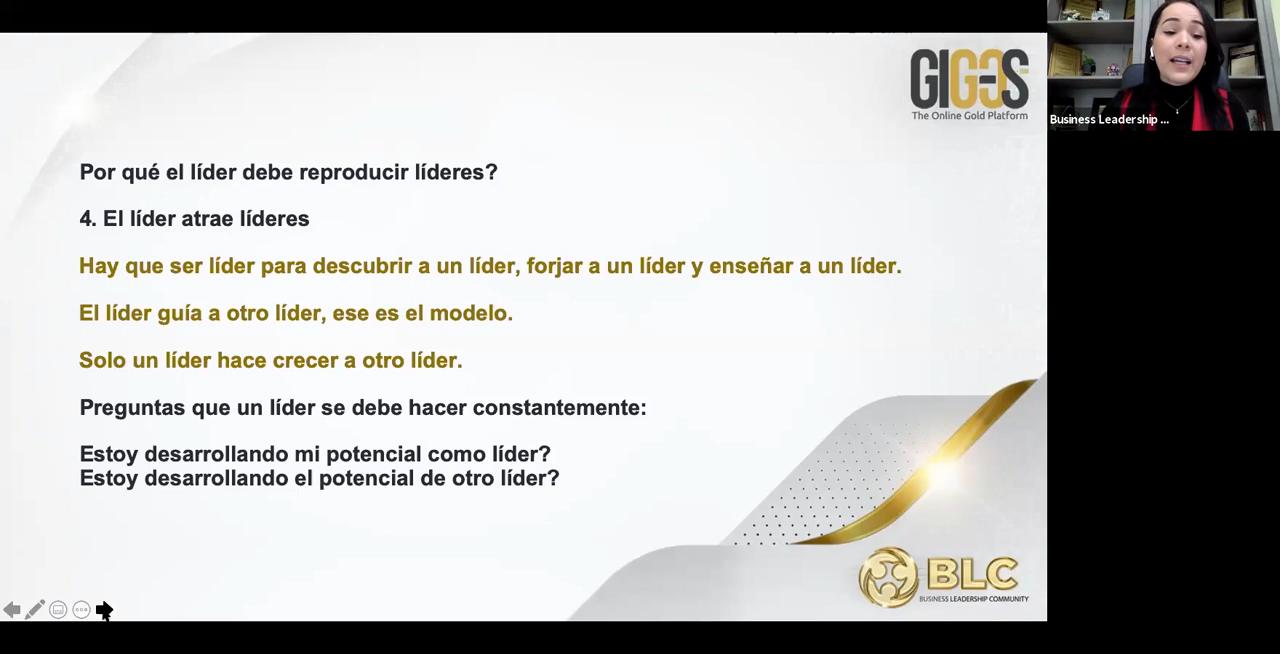 GIG-OS
The Online Gold Platform
Business Leadership ...
Por qué el líder debe reproducir líderes?
4. El líder atrae líderes
Hay que ser líder para descubrir a un líder, forjar a un líder y enseñar a un líder.
El líder guía a otro líder, ese es el modelo.
Solo un líder hace crecer a otro líder.
Preguntas que un líder se debe hacer constantemente:
Estoy desarrollando mi potencial como líder?
Estoy desarrollando el potencial de otro líder?
BLC
BUSINESS LEADERSHIP COMMUNITY